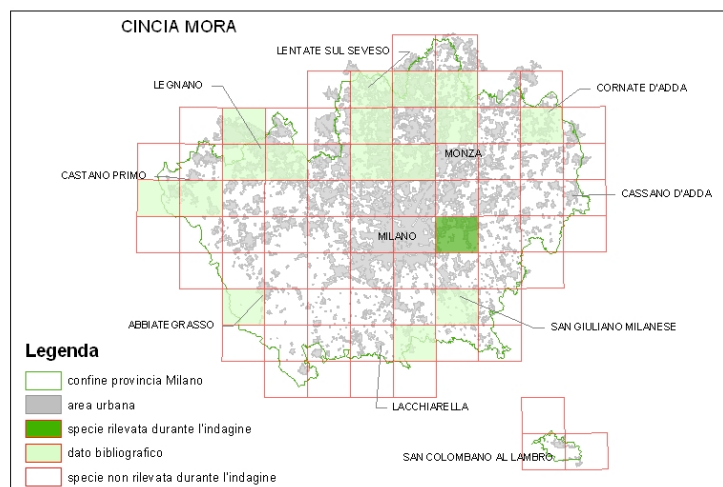 CINCIA MORA
LENTATE SUL SEVESO
LEGNANO
CORNATE D'ADDA
MONZA
CASTANO PRIMO
CASSANO D'ADDA
MILANO
ABBIATEGRASSO
SAN GIULIANO MILANESE
LACCHIARELLA
SAN COLOMBANO AL LAMBRO
Legenda
confine provincia Milano
area urbana
specie rilevata durante l'indagine
dato bibliografico
specie non rilevata durante l'indagine